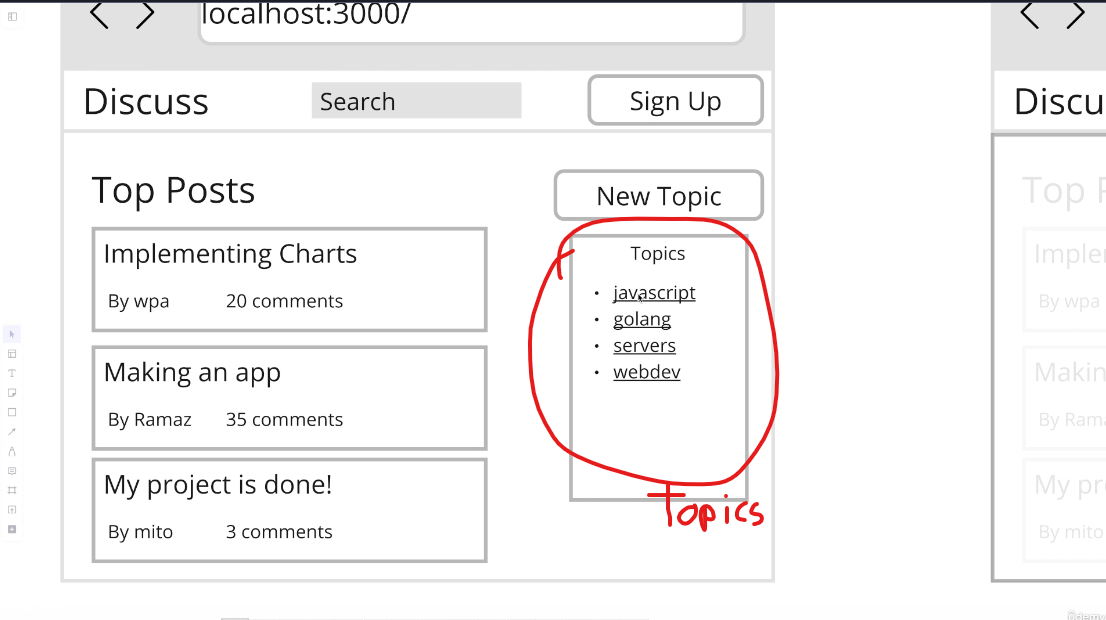 localhost:3000/
Discuss
Search
Sign Up
Discu
Top Posts
New Topic
Implementing Charts
By wpa
20 comments
Making an app
By Ramaz
35 comments
My project is done!
By mito
3 comments
Topics
• javascript
• golang
• servers
• webdev
Topics
Top P
Imple
By wpa
Makin
By Rama
My pro
By mito
ûdemy